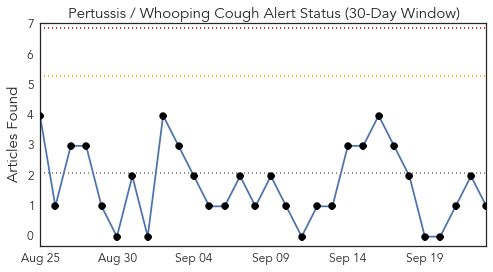 Pertussis / Whooping Cough Alert Status (30-Day Window)
7
6
5
4
3
2
1
0
Articles Found
Aug 25 Aug 30 Sep 04 Sep 09 Sep 14 Sep 19